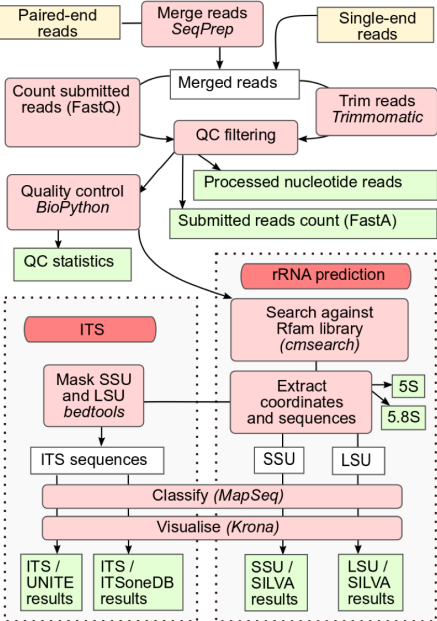 Paired-end
reads
Merge reads
SeqPrep
Single-end
reads
Merged reads
Count submitted
reads (FastQ)
Trim reads
Trimmomatic
QC filtering
Processed nucleotide reads
Quality control
BioPython
Submitted reads count (FastA)
QC statistics
rRNA prediction
ITS
Search against
Rfam library
(cmsearch)
Mask SSU
and LSU
bedtools
Extract
coordinates
and sequences
5S
5.8S
ITS sequences
SSU
LSU
Classify (MapSeq)
Visualise (Krona)
ITS /
UNITE
results
ITS /
ITSoneDB
results
SSU /
SILVA
results
LSU /
SILVA
results